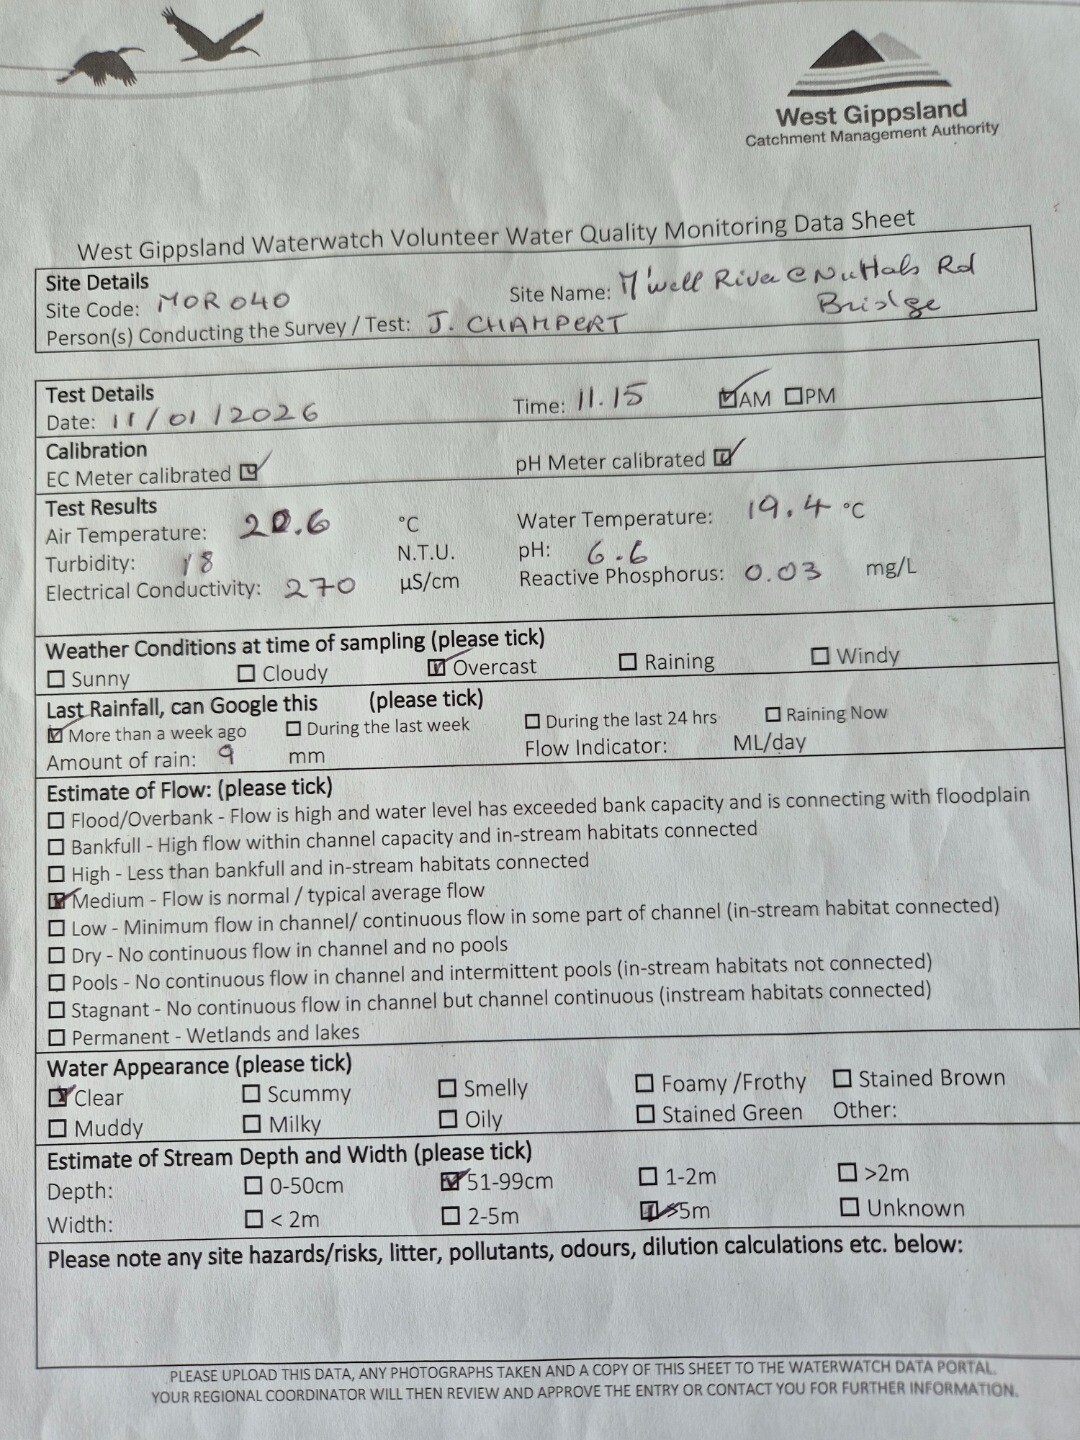 West Gippsland
Catchment Management Authority
West Gippsland Waterwatch Volunteer Water Quality Monitoring Data Sheet
Site Details
Site Code: MOR040 Site Name: M'well River @ Nuttals Rd
Bridge
Person(s) Conducting the Survey / Test: J. CHAMPERT
Test Details
Date: 11/01/2026 Time: 11.15 ☑AM ☐PM
Calibration
EC Meter calibrated ☑ pH Meter calibrated ☑
Test Results
Air Temperature: 20.6 °C Water Temperature: 19.4 °C
Turbidity: 18 N.T.U. pH: 6.6
Electrical Conductivity: 270 µS/cm Reactive Phosphorus: 0.03 mg/L
Weather Conditions at time of sampling (please tick)
☐ Sunny ☐ Cloudy ☑ Overcast ☐ Raining ☐ Windy
Last Rainfall, can Google this (please tick)
☑ More than a week ago ☐ During the last week ☐ During the last 24 hrs ☐ Raining Now
Amount of rain: 9 mm Flow Indicator: ML/day
Estimate of Flow: (please tick)
☐ Flood/Overbank - Flow is high and water level has exceeded bank capacity and is connecting with floodplain
☐ Bankfull - High flow within channel capacity and in-stream habitats connected
☐ High - Less than bankfull and in-stream habitats connected
☑ Medium - Flow is normal / typical average flow
☐ Low - Minimum flow in channel/ continuous flow in some part of channel (in-stream habitat connected)
☐ Dry - No continuous flow in channel and no pools
☐ Pools - No continuous flow in channel and intermittent pools (in-stream habitats not connected)
☐ Stagnant - No continuous flow in channel but channel continuous (instream habitats connected)
☐ Permanent - Wetlands and lakes
Water Appearance (please tick)
☑ Clear ☐ Scummy ☐ Smelly ☐ Foamy /Frothy ☐ Stained Brown
☐ Muddy ☐ Milky ☐ Oily ☐ Stained Green Other:
Estimate of Stream Depth and Width (please tick)
Depth: ☐ 0-50cm ☑ 51-99cm ☐ 1-2m ☐ >2m
Width: ☐ < 2m ☐ 2-5m ☑ >5m ☐ Unknown
Please note any site hazards/risks, litter, pollutants, odours, dilution calculations etc. below:
PLEASE UPLOAD THIS DATA, ANY PHOTOGRAPHS TAKEN AND A COPY OF THIS SHEET TO THE WATERWATCH DATA PORTAL.
YOUR REGIONAL COORDINATOR WILL THEN REVIEW AND APPROVE THE ENTRY OR CONTACT YOU FOR FURTHER INFORMATION.